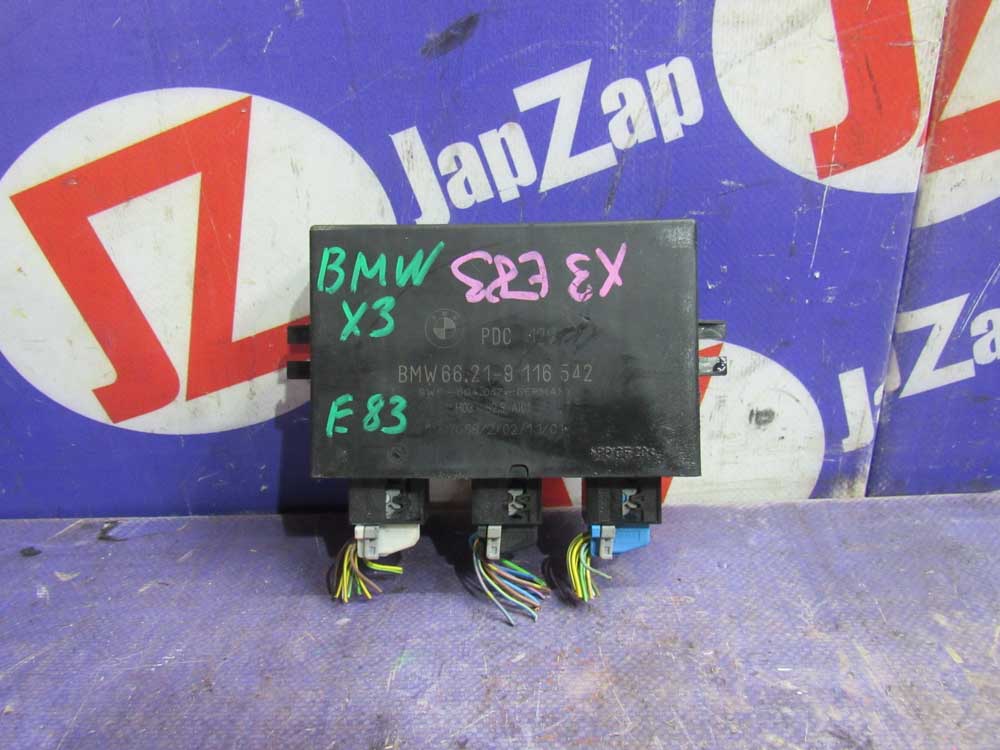 JapZap
BMW
X3
X3 E83
PDC
BMW 66.21-9 116 542
E83